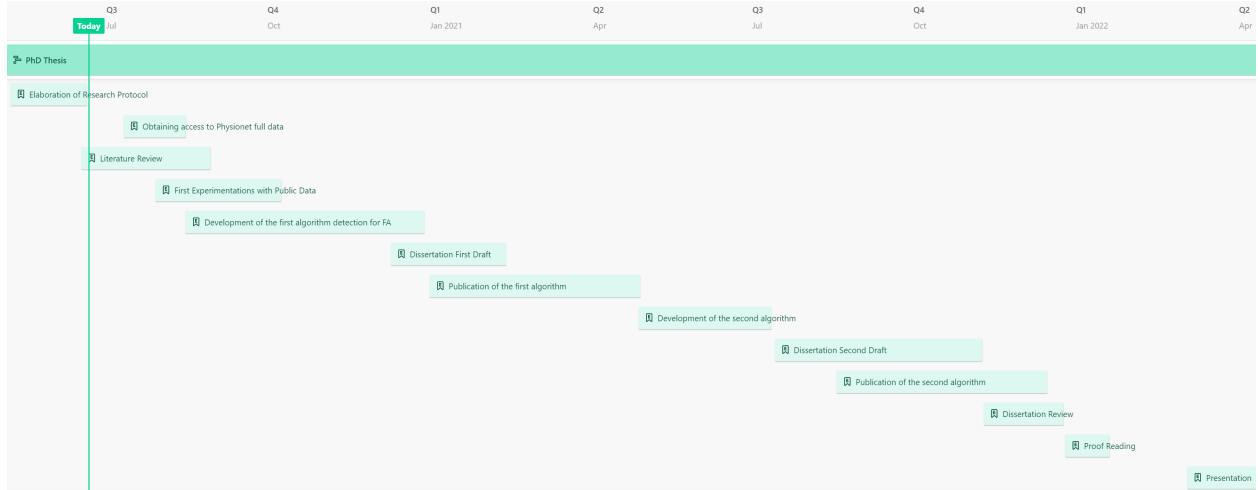 Q3 Q4 Q1 Q2 Q3 Q4 Q1 Q2
Today Jul Oct Jan 2021 Apr Jul Oct Jan 2022 Apr
PhD Thesis
Elaboration of Research Protocol
Obtaining access to Physionet full data
Literature Review
First Experimentations with Public Data
Development of the first algorithm detection for FA
Dissertation First Draft
Publication of the first algorithm
Development of the second algorithm
Dissertation Second Draft
Publication of the second algorithm
Dissertation Review
Proof Reading
Presentation